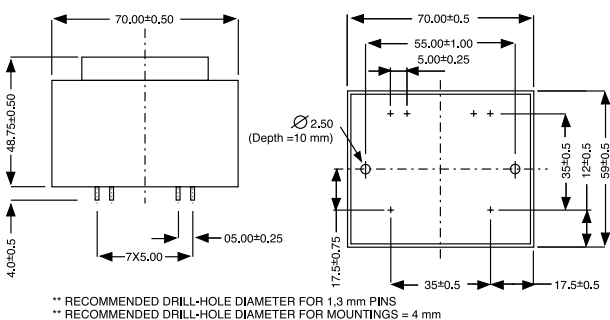 70.00±0.50
48.75±0.50
4.0±0.5
7X5.00
05.00±0.25
70.00±0.5
55.00±1.00
5.00±0.25
Ø 2.50
(Depth =10 mm)
35±0.5
12±0.5
59±0.5
17.5±0.75
35±0.5
17.5±0.5
** RECOMMENDED DRILL-HOLE DIAMETER FOR 1,3 mm PINS
** RECOMMENDED DRILL-HOLE DIAMETER FOR MOUNTINGS = 4 mm